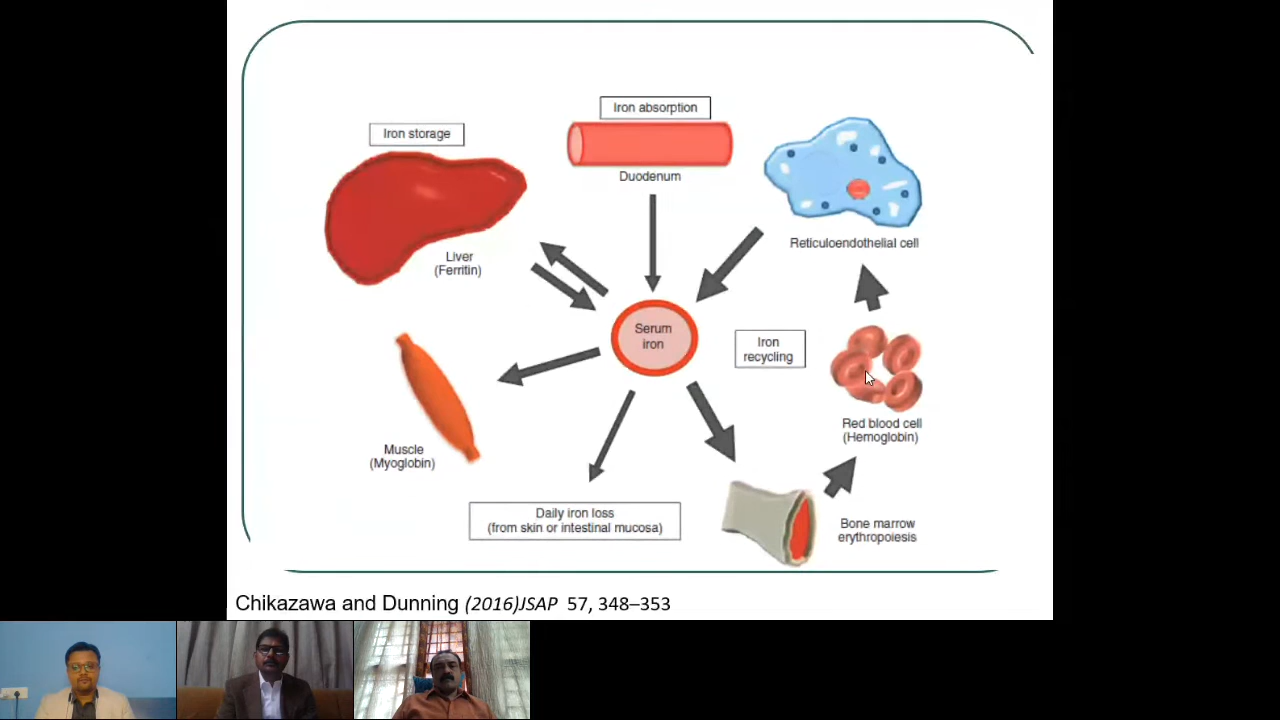 Iron absorption
Iron storage
Duodenum
Reticuloendothelial cell
Liver
(Ferritin)
Serum
iron
Iron
recycling
Red blood cell
(Hemoglobin)
Muscle
(Myoglobin)
Daily iron loss
(from skin or intestinal mucosa)
Bone marrow
erythropoiesis
Chikazawa and Dunning (2016)JSAP 57, 348–353